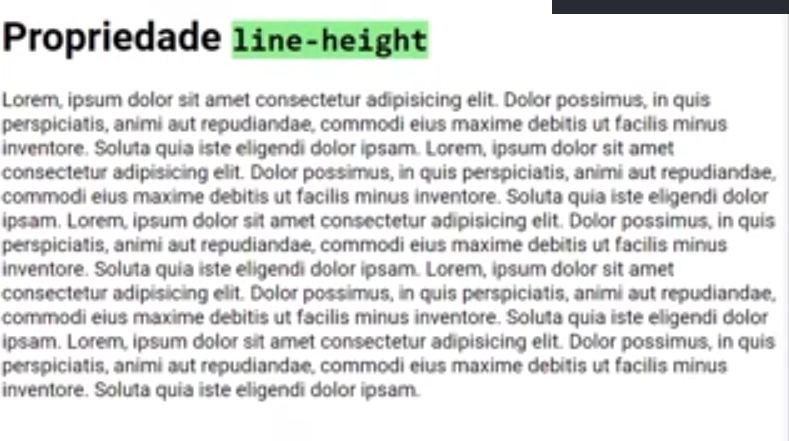 Propriedade line-height
Lorem, ipsum dolor sit amet consectetur adipisicing elit. Dolor possimus, in quis
perspiciatis, animi aut repudiandae, commodi eius maxime debitis ut facilis minus
inventore. Soluta quia iste eligendi dolor ipsam. Lorem, ipsum dolor sit amet
consectetur adipisicing elit. Dolor possimus, in quis perspiciatis, animi aut repudiandae,
commodi eius maxime debitis ut facilis minus inventore. Soluta quia iste eligendi dolor
ipsam. Lorem, ipsum dolor sit amet consectetur adipisicing elit. Dolor possimus, in quis
perspiciatis, animi aut repudiandae, commodi eius maxime debitis ut facilis minus
inventore. Soluta quia iste eligendi dolor ipsam. Lorem, ipsum dolor sit amet
consectetur adipisicing elit. Dolor possimus, in quis perspiciatis, animi aut repudiandae,
commodi eius maxime debitis ut facilis minus inventore. Soluta quia iste eligendi dolor
ipsam. Lorem, ipsum dolor sit amet consectetur adipisicing elit. Dolor possimus, in quis
perspiciatis, animi aut repudiandae, commodi eius maxime debitis ut facilis minus
inventore. Soluta quia iste eligendi dolor ipsam.